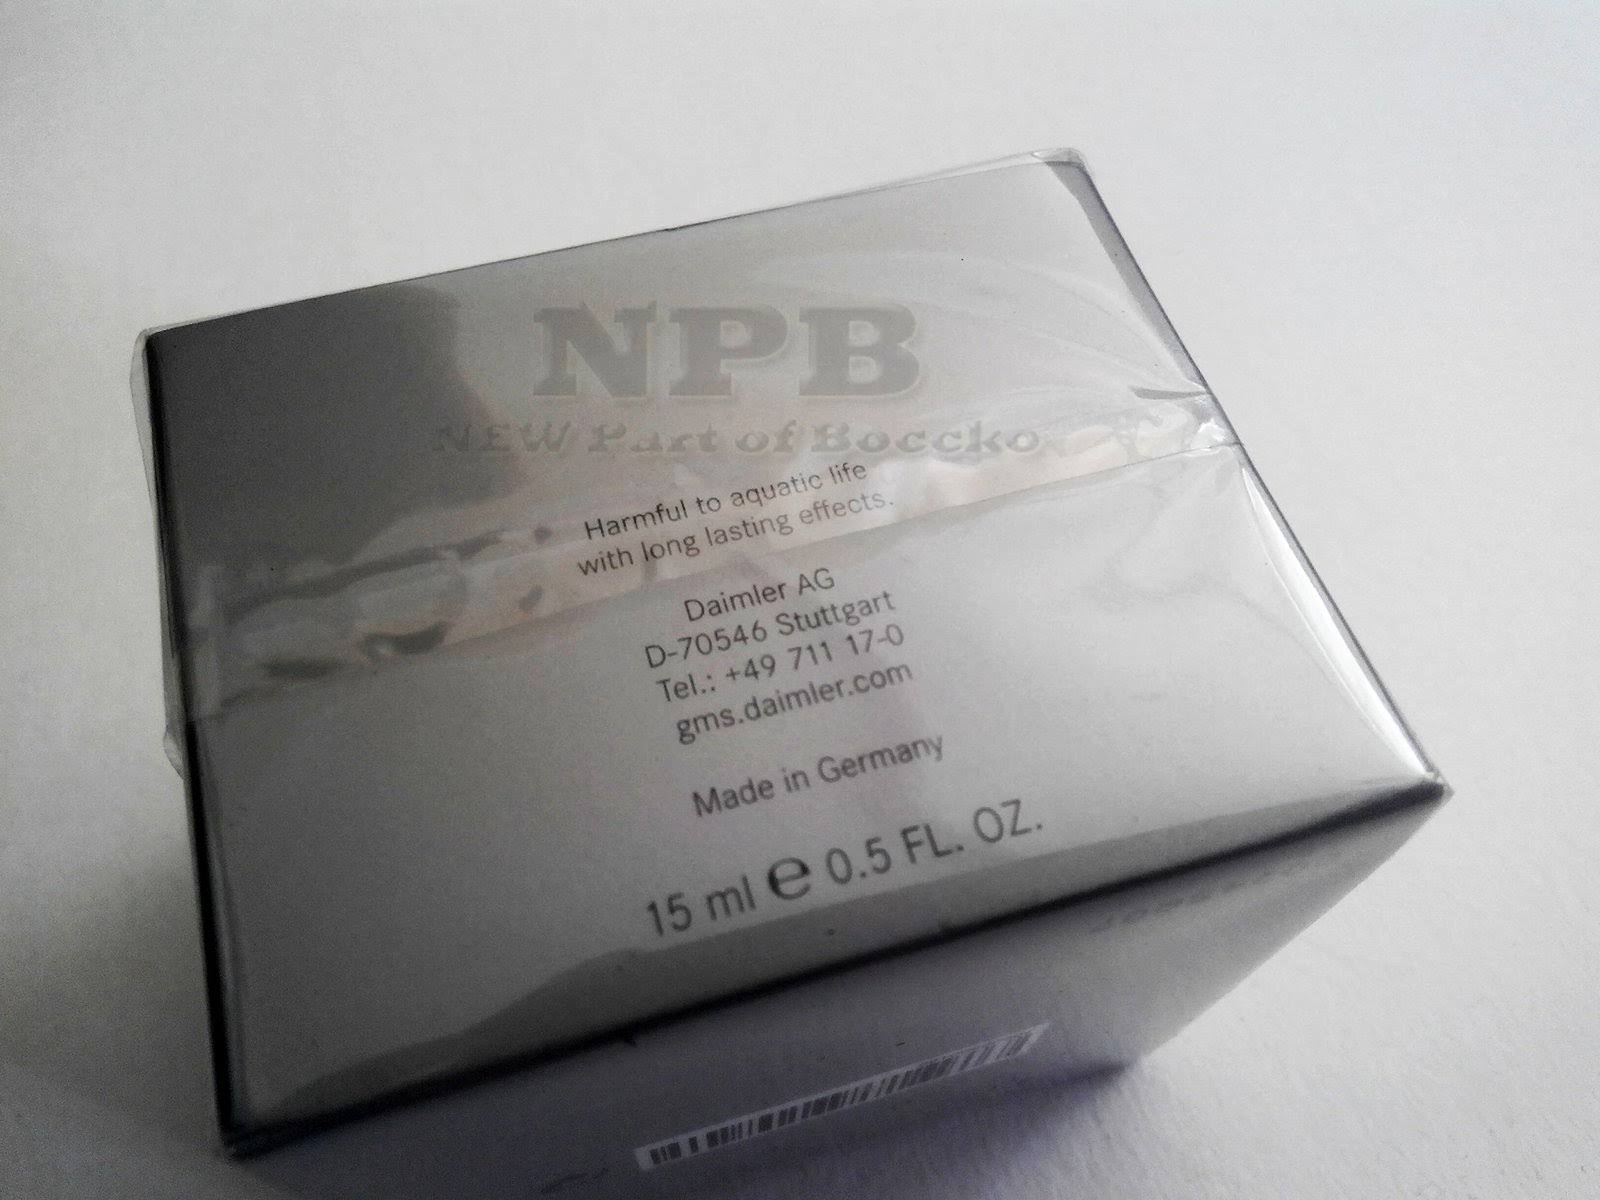 NPB
NEW Part of Boccko
Harmful to aquatic life
with long lasting effects.
Daimler AG
D-70546 Stuttgart
Tel.: +49 711 17-0
gms.daimler.com
Made in Germany
15 ml ℮ 0.5 FL. OZ.